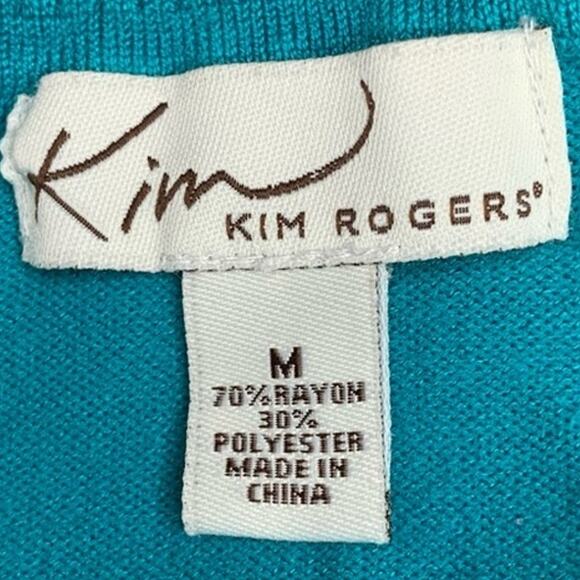 Kim
KIM ROGERS®
M
70% RAYON
30%
POLYESTER
MADE IN
CHINA